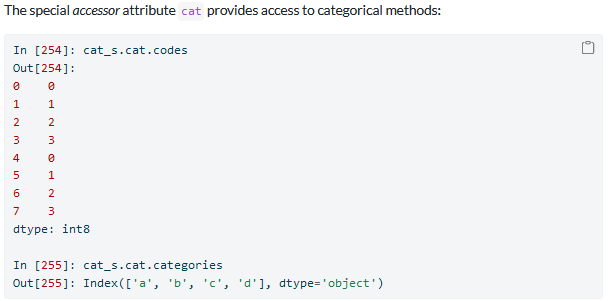 The special accessor attribute cat provides access to categorical methods:
In [254]: cat_s.cat.codes
Out[254]:
0    0
1    1
2    2
3    3
4    0
5    1
6    2
7    3
dtype: int8
In [255]: cat_s.cat.categories
Out[255]: Index(['a', 'b', 'c', 'd'], dtype='object')